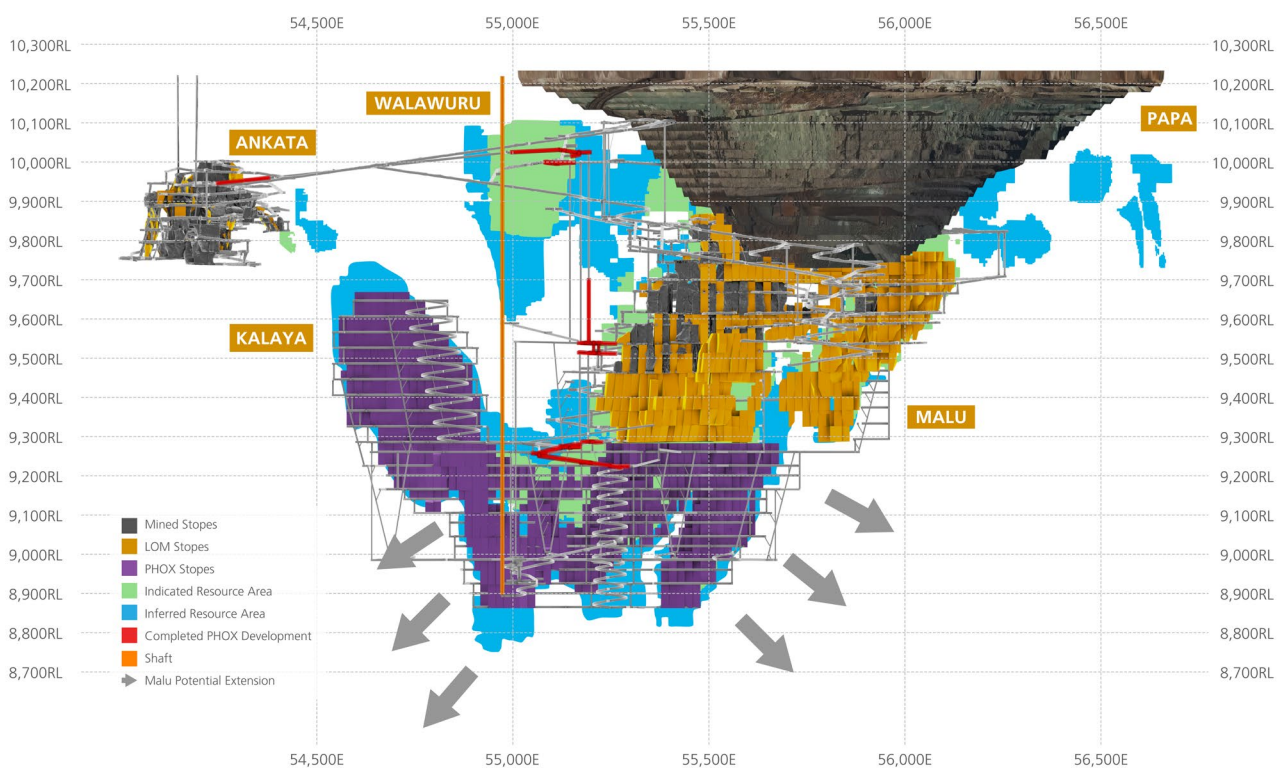 54,500E 55,000E 55,500E 56,000E 56,500E
10,300RL 10,300RL
10,200RL 10,200RL
WALAWURU
10,100RL PAPA 10,100RL
ANKATA
10,000RL 10,000RL
9,900RL 9,900RL
9,800RL 9,800RL
9,700RL 9,700RL
9,600RL 9,600RL
KALAYA
9,500RL 9,500RL
9,400RL 9,400RL
MALU
9,300RL 9,300RL
9,200RL 9,200RL
9,100RL 9,100RL
9,000RL 9,000RL
8,900RL 8,900RL
8,800RL 8,800RL
8,700RL 8,700RL
Mined Stopes
LOM Stopes
PHOX Stopes
Indicated Resource Area
Inferred Resource Area
Completed PHOX Development
Shaft
Malu Potential Extension
54,500E 55,000E 55,500E 56,000E 56,500E